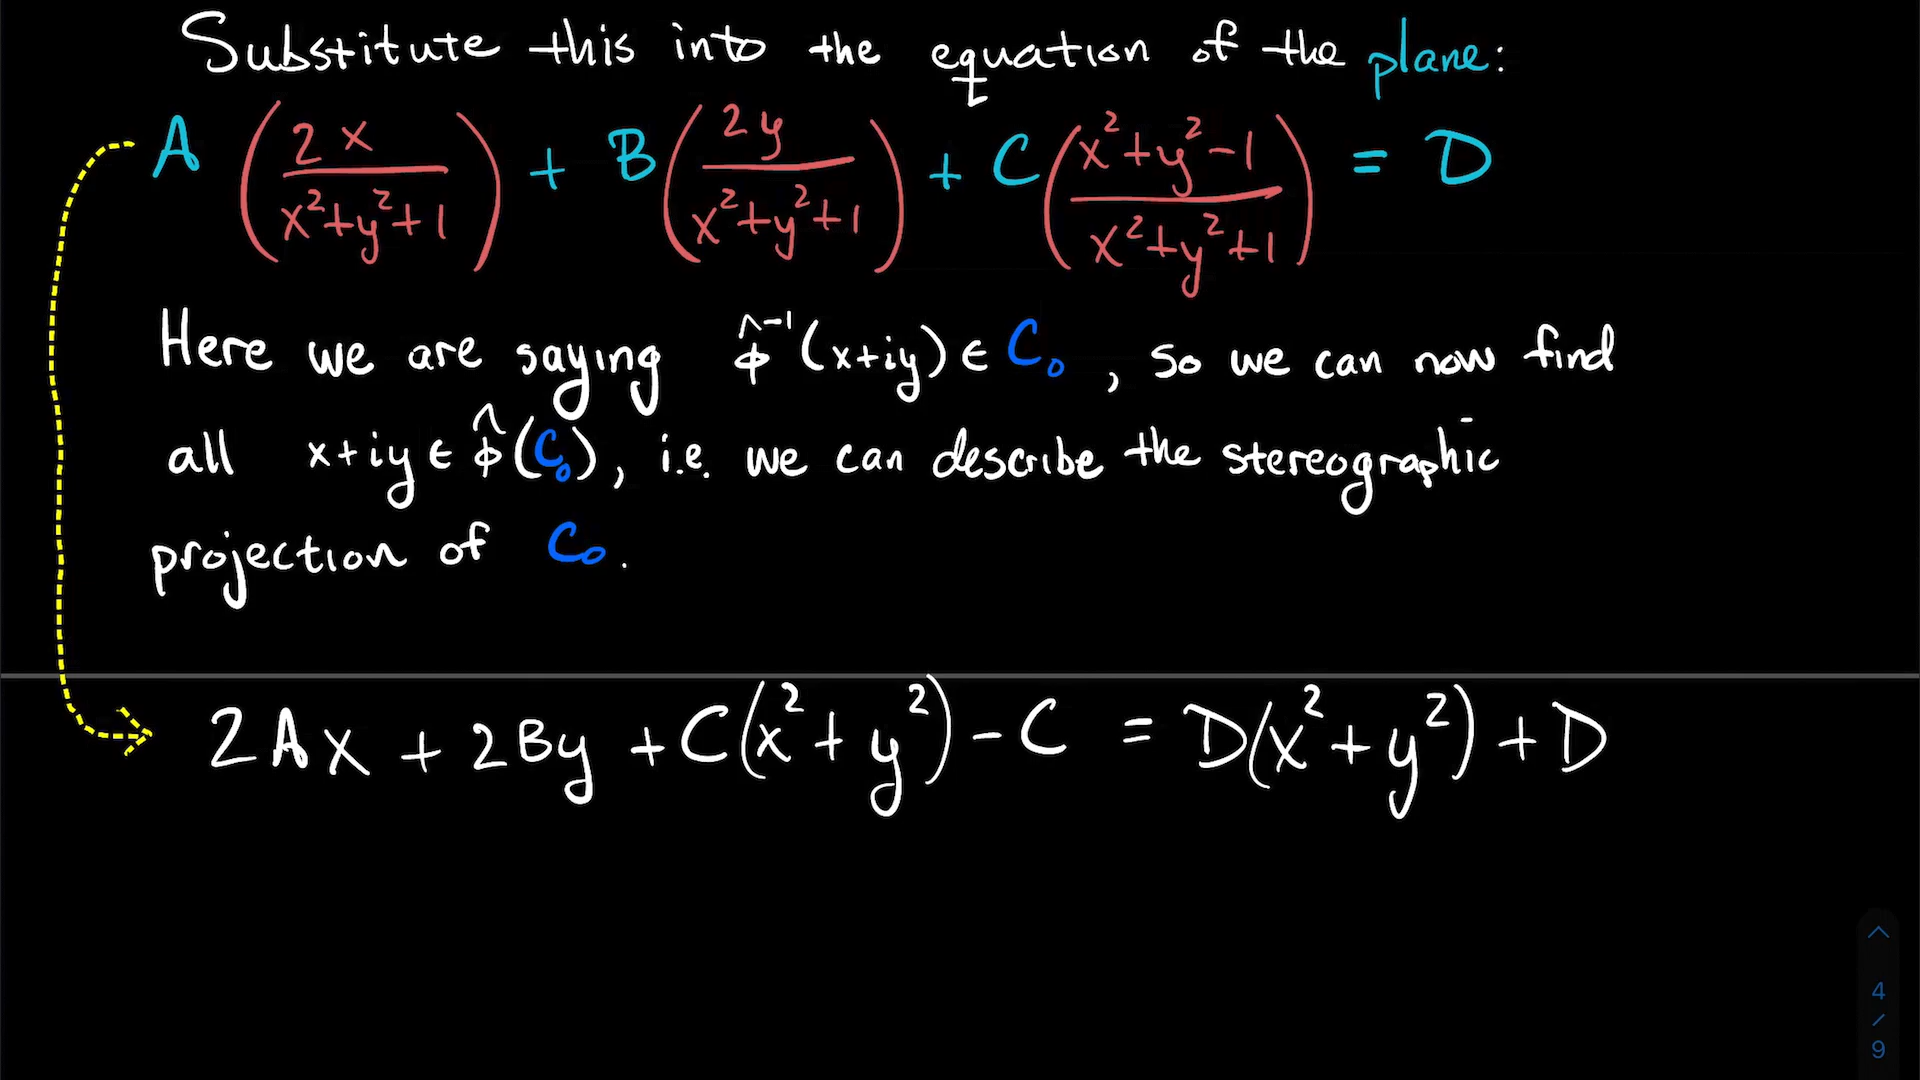 Substitute this into the equation of the plane:
A (2x / x²+y²+1) + B (2y / x²+y²+1) + C (x²+y²-1 / x²+y²+1) = D
Here we are saying ϕ̂⁻¹(x+iy) ∈ C₀, so we can now find
all x+iy ∈ ϕ̂(C₀), i.e. we can describe the stereographic
projection of C₀.
2Ax + 2By + C(x²+y²) - C = D(x²+y²) + D
4
/
9